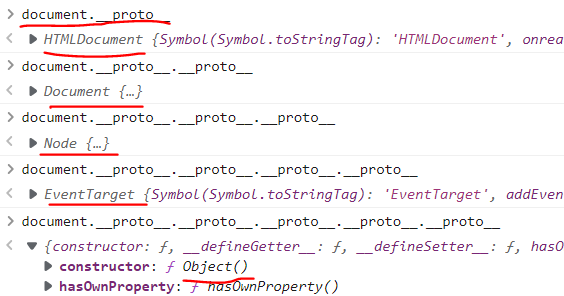 > document.__proto__
< ▶ HTMLDocument {Symbol(Symbol.toStringTag): 'HTMLDocument', onrea
> document.__proto__.__proto__
< ▶ Document {…}
> document.__proto__.__proto__.__proto__
< ▶ Node {…}
> document.__proto__.__proto__.__proto__.__proto__
< ▶ EventTarget {Symbol(Symbol.toStringTag): 'EventTarget', addEven
> document.__proto__.__proto__.__proto__.__proto__.__proto__
< ▼ {constructor: ƒ, __defineGetter__: ƒ, __defineSetter__: ƒ, hasO
▶ constructor: ƒ Object()
▶ hasOwnProperty: ƒ hasOwnProperty()